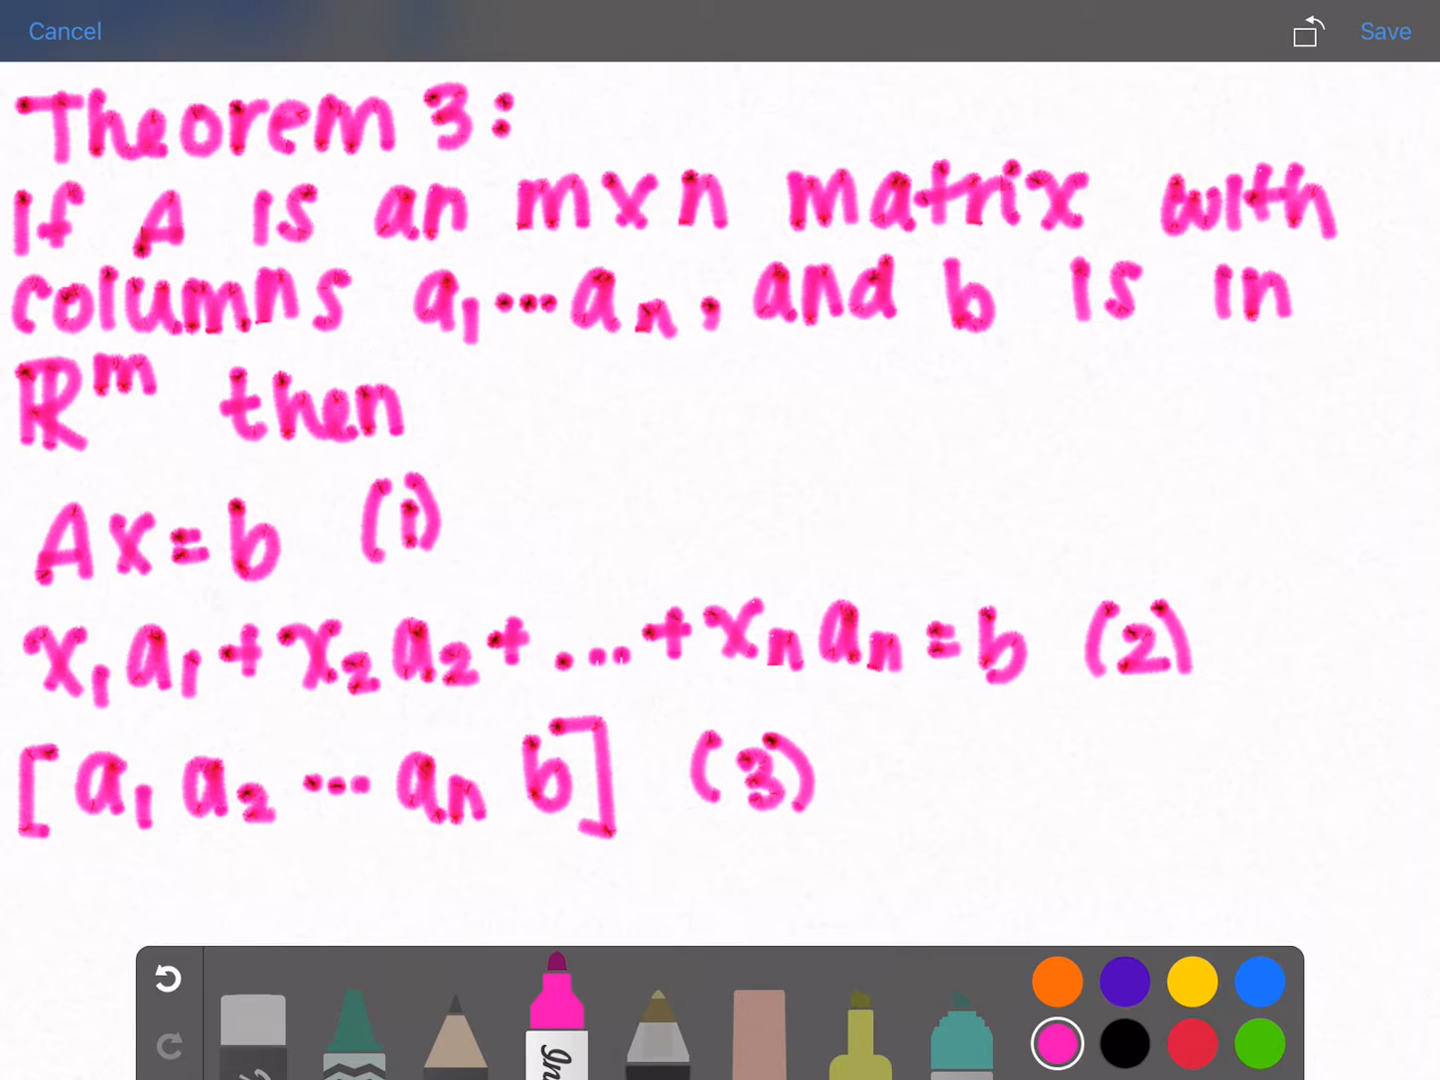 Cancel
Save
Theorem 3:
If A is an mxn matrix with
columns a₁...aₙ, and b is in
ℝᵐ then
Ax=b (1)
x₁a₁+x₂a₂+...+xₙaₙ=b (2)
[a₁ a₂ ... aₙ b] (3)